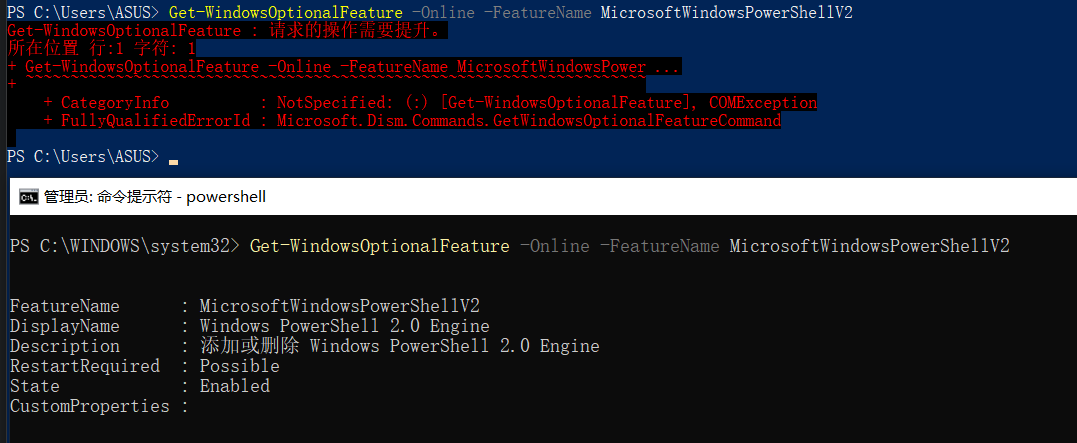 PS C:\Users\ASUS> Get-WindowsOptionalFeature -Online -FeatureName MicrosoftWindowsPowerShellV2
Get-WindowsOptionalFeature : 请求的操作需要提升。
所在位置 行:1 字符: 1
+ Get-WindowsOptionalFeature -Online -FeatureName MicrosoftWindowsPower ...
+ ~~~~~~~~~~~~~~~~~~~~~~~~~~~~~~~~~~~~~~~~~~~~~~~~~~~~~~~~~~~~~~~~~~~~~
    + CategoryInfo          : NotSpecified: (:) [Get-WindowsOptionalFeature], COMException
    + FullyQualifiedErrorId : Microsoft.Dism.Commands.GetWindowsOptionalFeatureCommand
PS C:\Users\ASUS>
管理员: 命令提示符 - powershell
PS C:\WINDOWS\system32> Get-WindowsOptionalFeature -Online -FeatureName MicrosoftWindowsPowerShellV2
FeatureName      : MicrosoftWindowsPowerShellV2
DisplayName      : Windows PowerShell 2.0 Engine
Description      : 添加或删除 Windows PowerShell 2.0 Engine
RestartRequired  : Possible
State            : Enabled
CustomProperties :